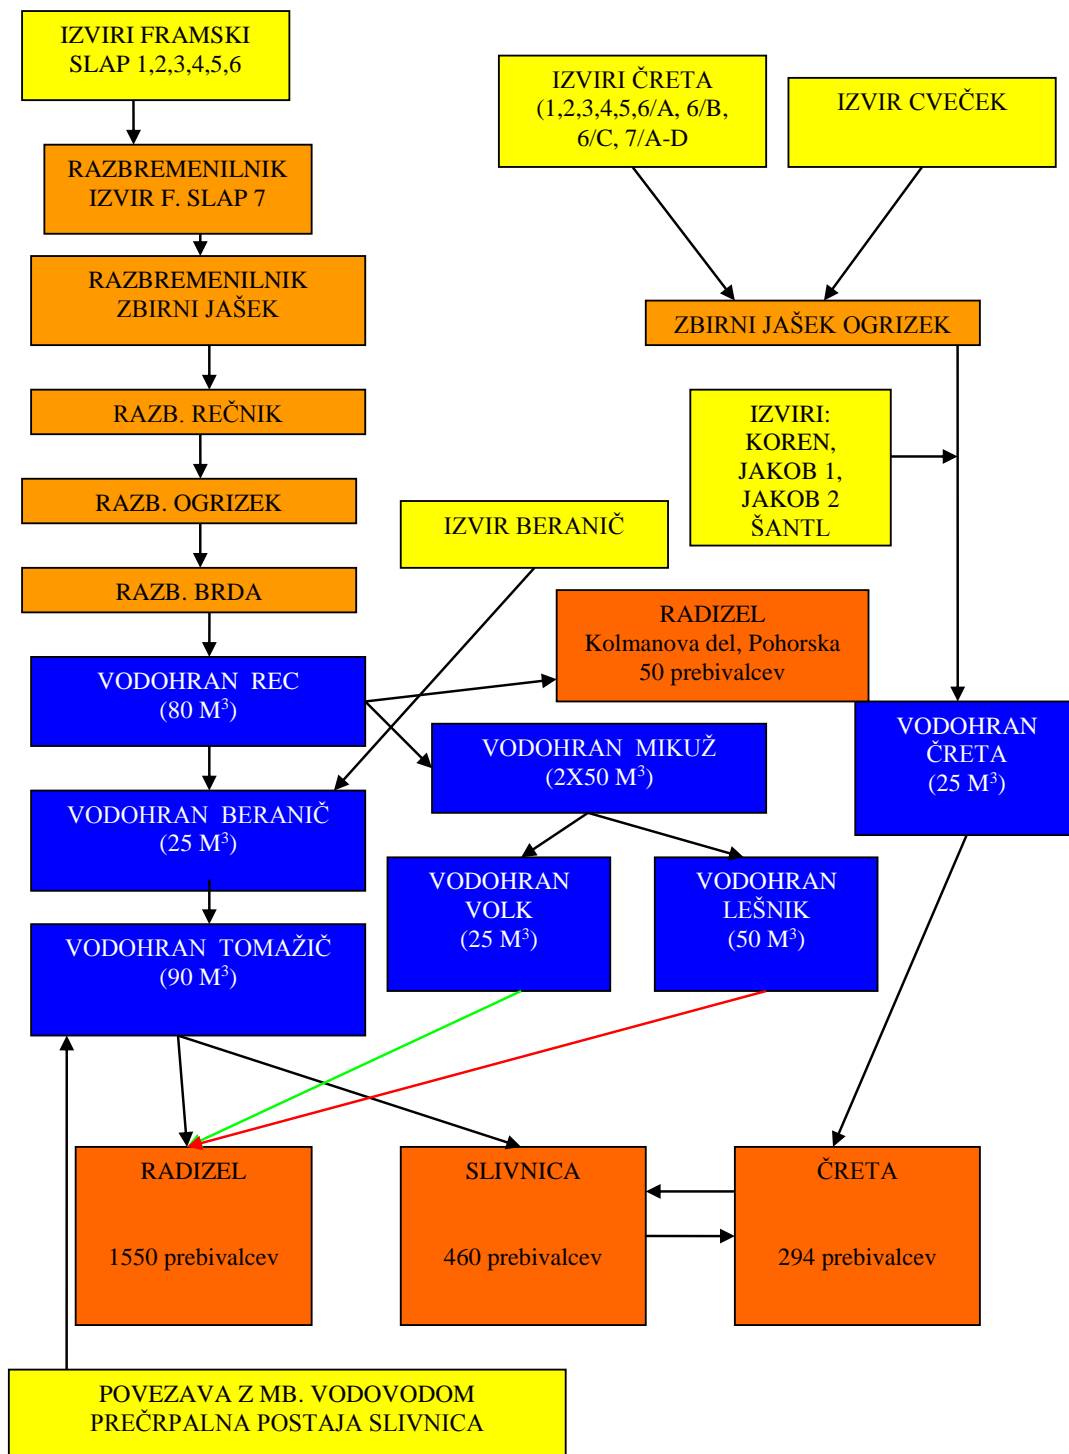 IZVIRI FRAMSKI
SLAP 1,2,3,4,5,6
IZVIRI ČRETA
(1,2,3,4,5,6/A, 6/B,
6/C, 7/A-D
IZVIR CVEČEK
RAZBREMENILNIK
IZVIR F. SLAP 7
RAZBREMENILNIK
ZBIRNI JAŠEK
ZBIRNI JAŠEK OGRIZEK
RAZB. REČNIK
IZVIRI:
KOREN,
JAKOB 1,
JAKOB 2
ŠANTL
RAZB. OGRIZEK
IZVIR BERANIČ
RAZB. BRDA
RADIZEL
Kolmanova del, Pohorska
50 prebivalcev
VODOHRAN REC
(80 M³)
VODOHRAN MIKUŽ
(2X50 M³)
VODOHRAN
ČRETA
(25 M³)
VODOHRAN BERANIČ
(25 M³)
VODOHRAN
VOLK
(25 M³)
VODOHRAN
LEŠNIK
(50 M³)
VODOHRAN TOMAŽIČ
(90 M³)
RADIZEL
1550 prebivalcev
SLIVNICA
460 prebivalcev
ČRETA
294 prebivalcev
POVEZAVA Z MB. VODOVODOM
PREČRPALNA POSTAJA SLIVNICA